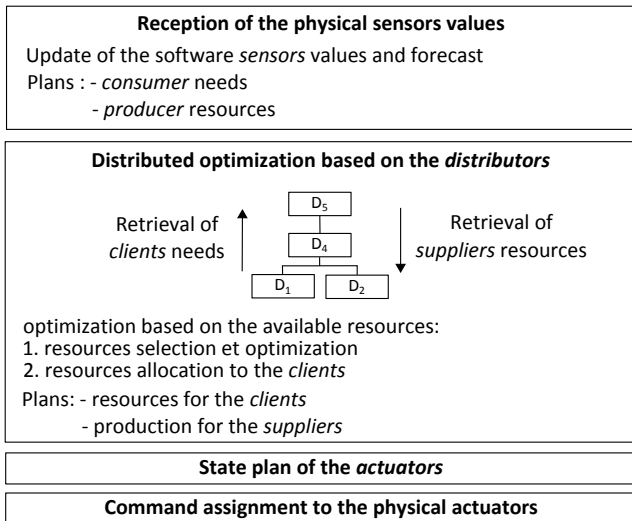 Reception of the physical sensors values
Update of the software sensors values and forecast
Plans : - consumer needs
- producer resources
Distributed optimization based on the distributors
D5
Retrieval of
clients needs
D4
Retrieval of
suppliers resources
D1
D2
optimization based on the available resources:
1. resources selection et optimization
2. resources allocation to the clients
Plans: - resources for the clients
- production for the suppliers
State plan of the actuators
Command assignment to the physical actuators